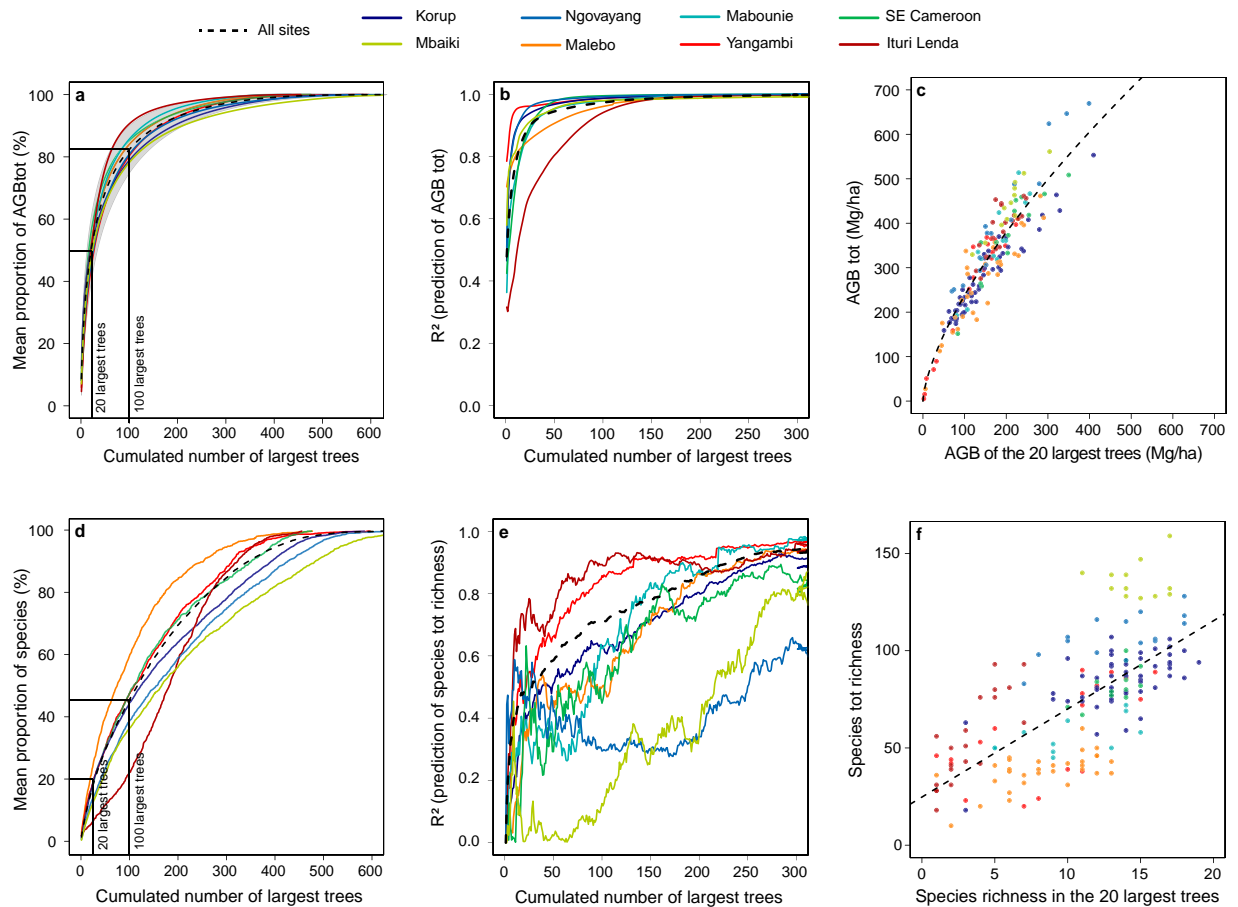 All sites
Korup
Ngovayang
Mabounie
SE Cameroon
Mbaiki
Malebo
Yangambi
Ituri Lenda
a
Mean proportion of AGBtot (%)
100
80
60
40
20
0
20 largest trees
100 largest trees
0 100 200 300 400 500 600
Cumulated number of largest trees
b
R² (prediction of AGB tot)
1.0
0.8
0.6
0.4
0.2
0.0
0 50 100 150 200 250 300
Cumulated number of largest trees
c
AGB tot (Mg/ha)
700
600
500
400
300
200
100
0
0 100 200 300 400 500 600 700
AGB of the 20 largest trees (Mg/ha)
d
Mean proportion of species (%)
100
80
60
40
20
0
20 largest trees
100 largest trees
0 100 200 300 400 500 600
Cumulated number of largest trees
e
R² (prediction of species tot richness)
1.0
0.8
0.6
0.4
0.2
0.0
0 50 100 150 200 250 300
Cumulated number of largest trees
f
Species tot richness
150
100
50
0
0 5 10 15 20
Species richness in the 20 largest trees